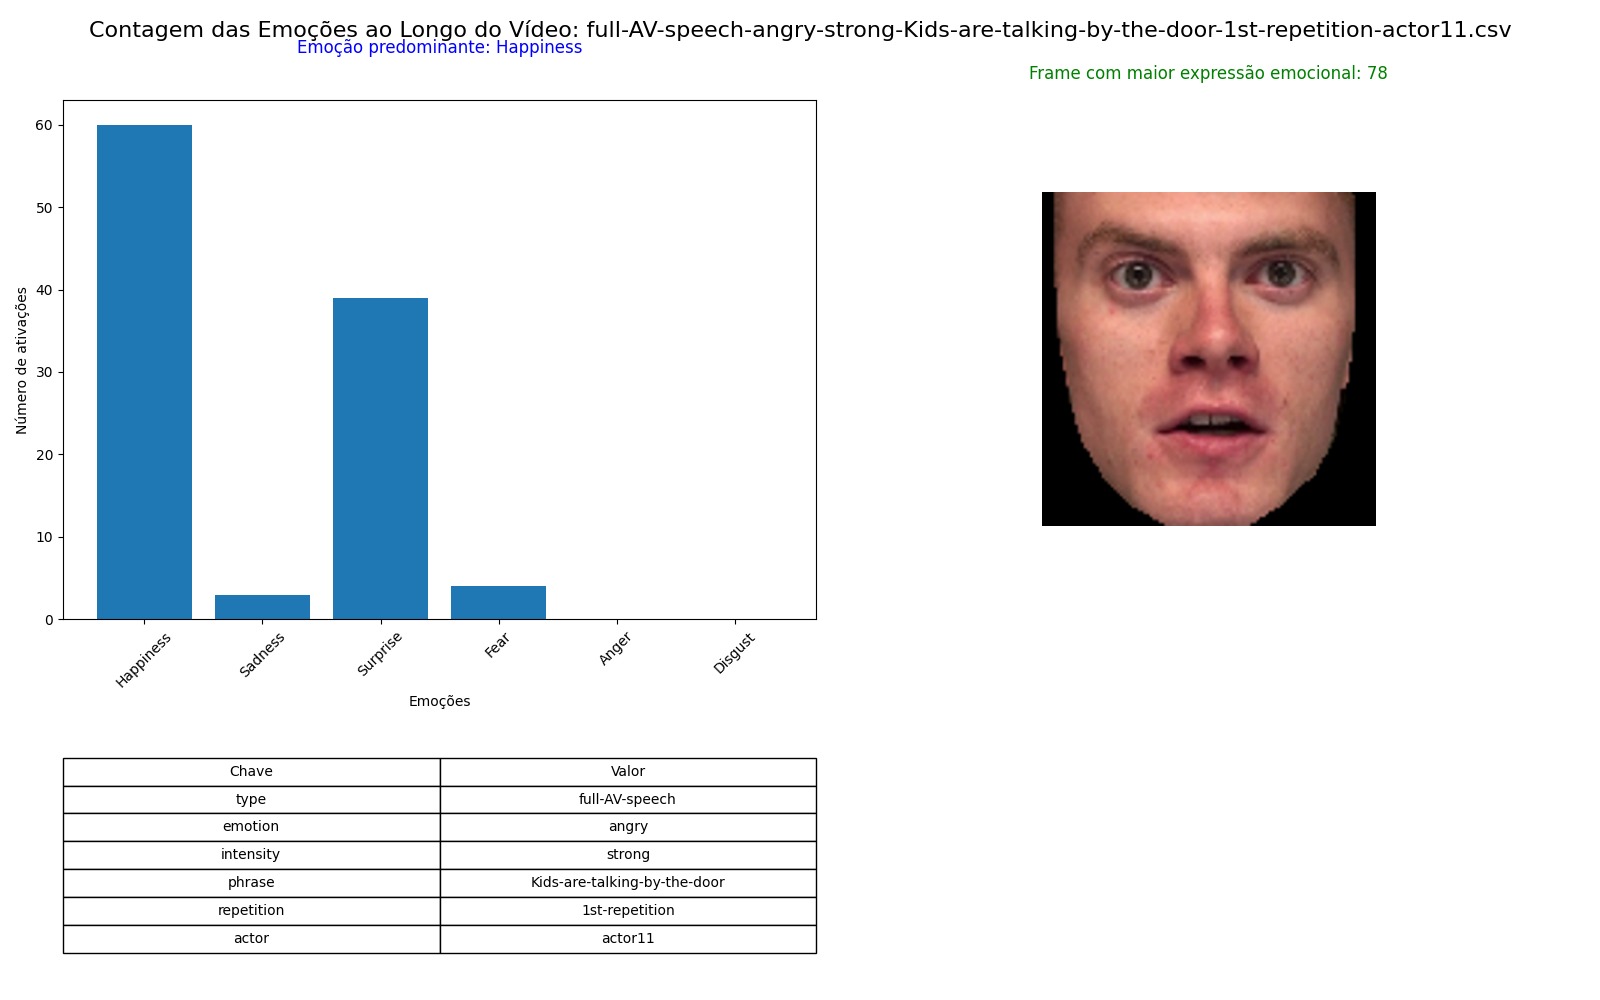 Contagem das Emoções ao Longo do Vídeo: full-AV-speech-angry-strong-Kids-are-talking-by-the-door-1st-repetition-actor11.csv
Emoção predominante: Happiness
Frame com maior expressão emocional: 78
Número de ativações
60
50
40
30
20
10
0
Happiness
Sadness
Surprise
Fear
Anger
Disgust
Emoções
Chave Valor
type full-AV-speech
emotion angry
intensity strong
phrase Kids-are-talking-by-the-door
repetition 1st-repetition
actor actor11